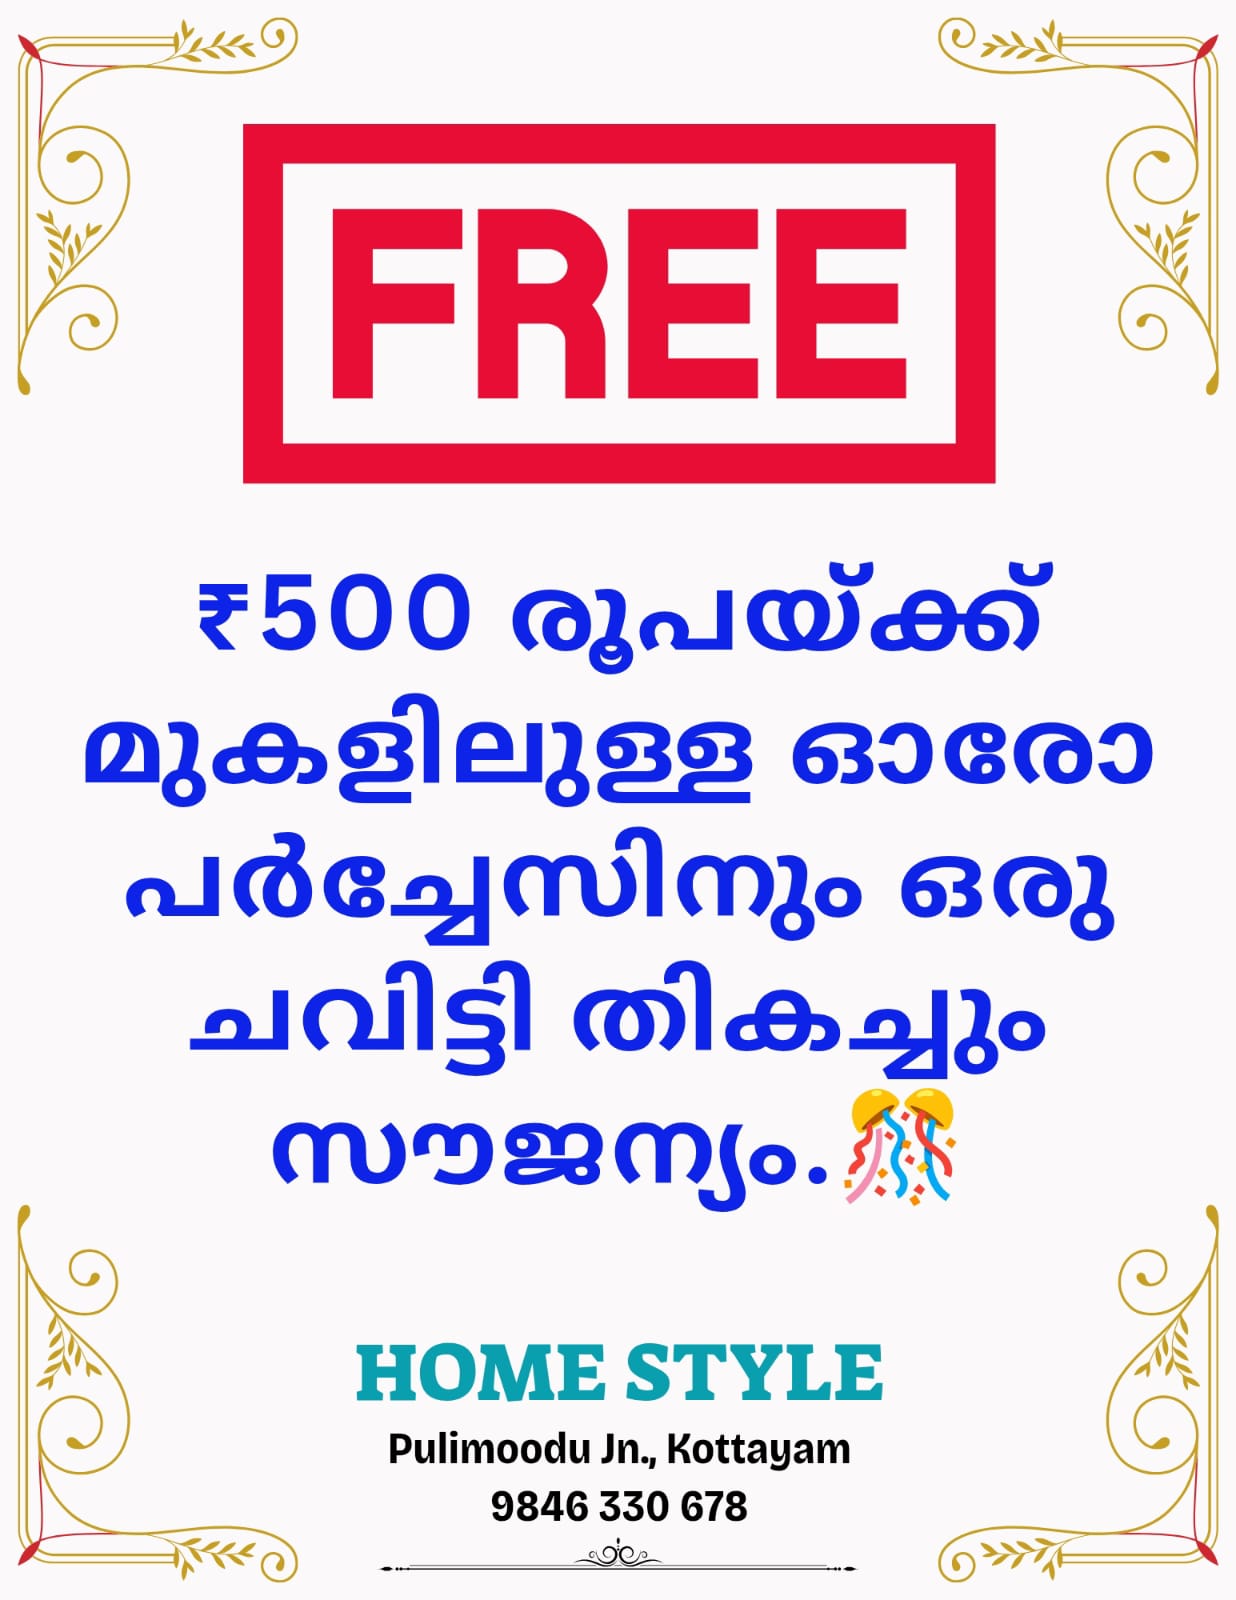 FREE
₹500 രൂപയ്ക്ക്
മുകളിലുള്ള ഓരോ
പർച്ചേസിനും ഒരു
ചവിട്ടി തികച്ചും
സൗജന്യം.🎊
HOME STYLE
Pulimoodu Jn., Kottayam
9846 330 678